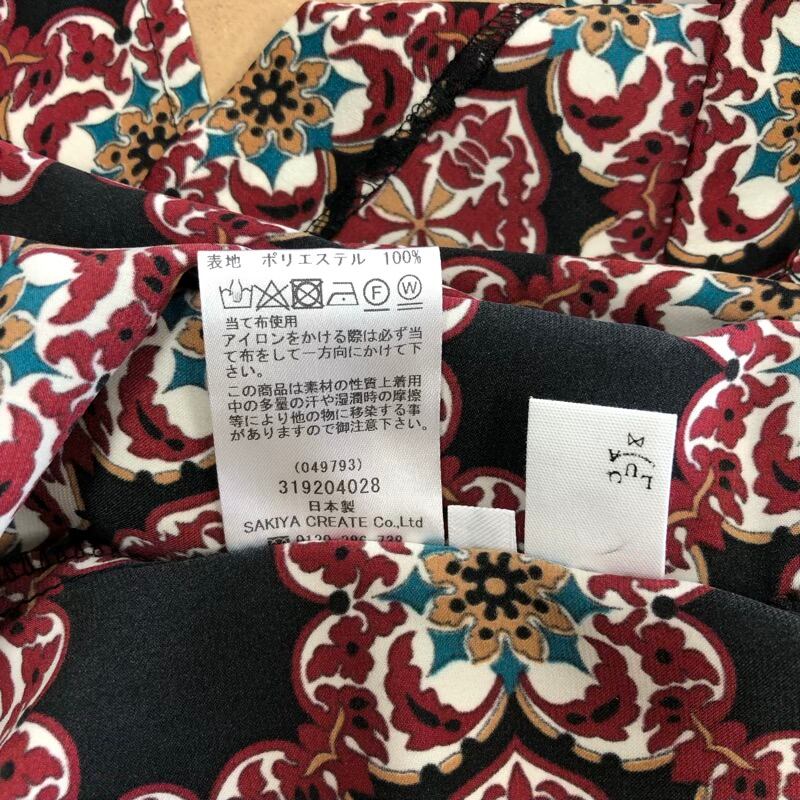 表地 ポリエステル 100%
F W
当て布使用
アイロンをかける際は必ず当
て布をして一方向にかけて下
さい。
この商品は素材の性質上着用
中の多量の汗や湿潤時の摩擦
等により他の物に移染する事
がありますので御注意下さい。
(049793)
319204028
日本製
SAKIYA CREATE Co.,Ltd
0120-286-738